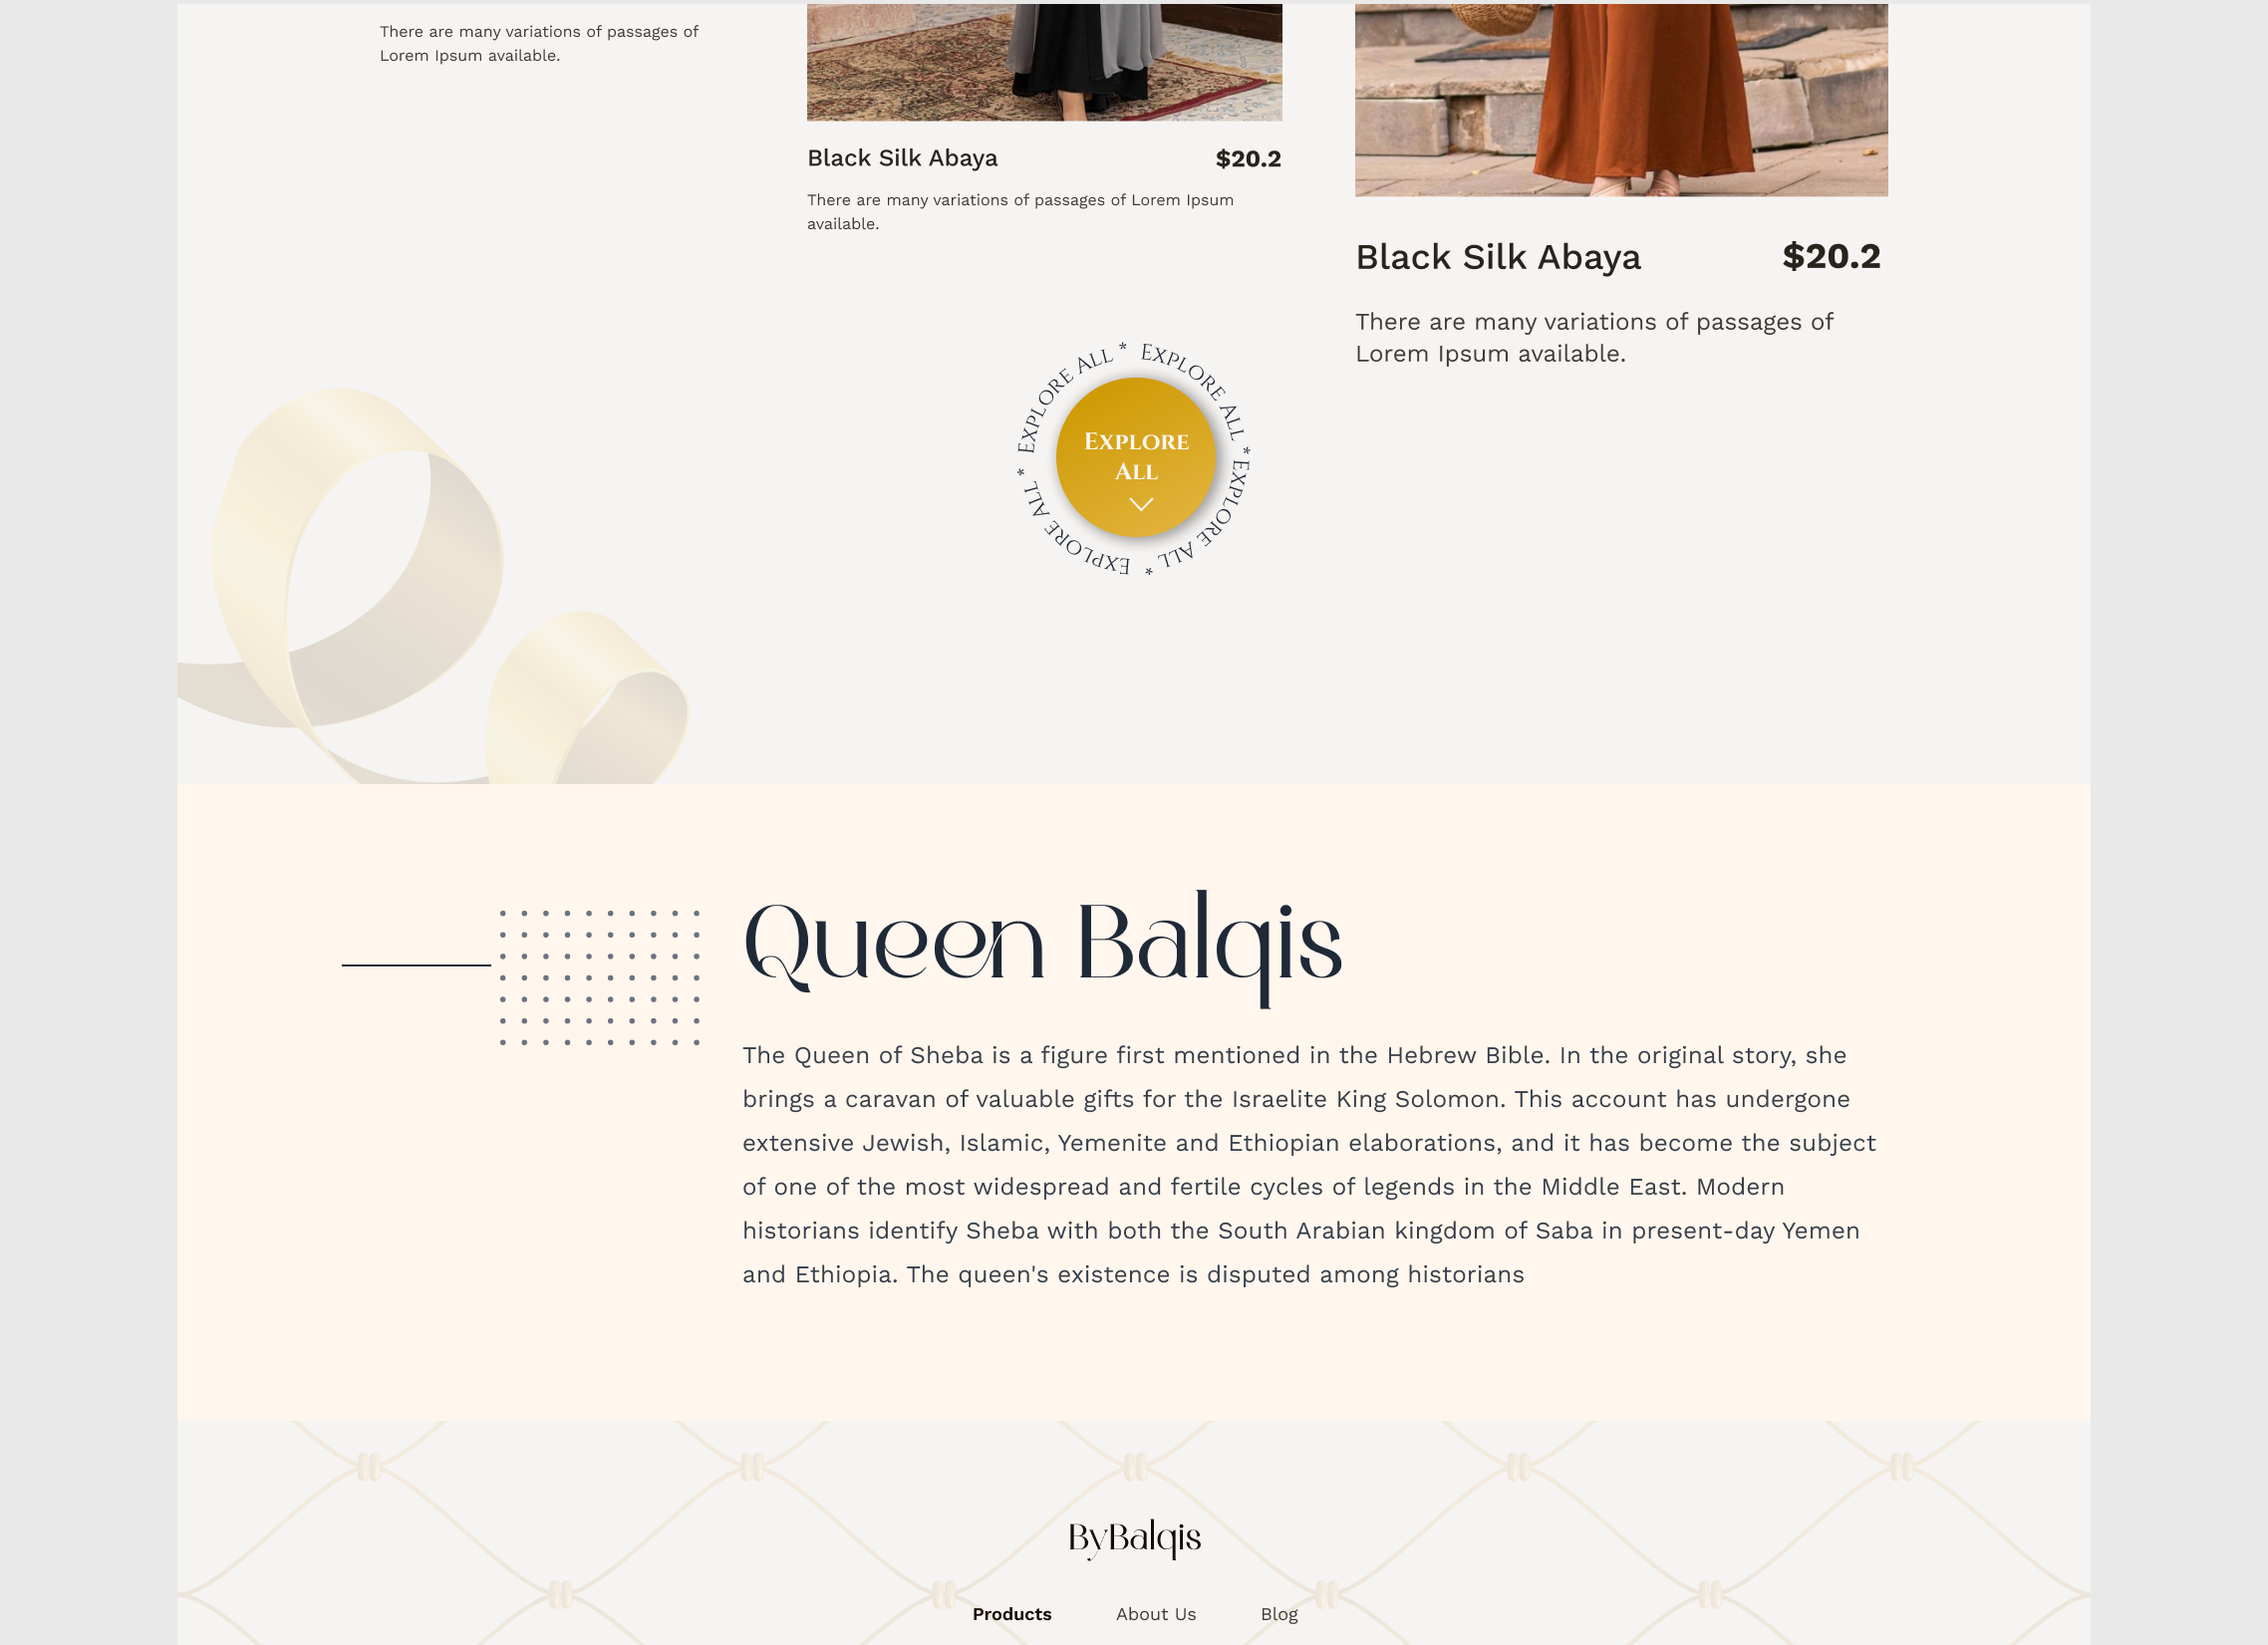 There are many variations of passages of
Lorem Ipsum available.
Black Silk Abaya
$20.2
There are many variations of passages of Lorem Ipsum
available.
Black Silk Abaya
$20.2
There are many variations of passages of
Lorem Ipsum available.
EXPLORE ALL * EXPLORE ALL * EXPLORE ALL * EXPLORE ALL *
EXPLORE
ALL
Queen Balqis
The Queen of Sheba is a figure first mentioned in the Hebrew Bible. In the original story, she
brings a caravan of valuable gifts for the Israelite King Solomon. This account has undergone
extensive Jewish, Islamic, Yemenite and Ethiopian elaborations, and it has become the subject
of one of the most widespread and fertile cycles of legends in the Middle East. Modern
historians identify Sheba with both the South Arabian kingdom of Saba in present-day Yemen
and Ethiopia. The queen's existence is disputed among historians
ByBalqis
Products
About Us
Blog